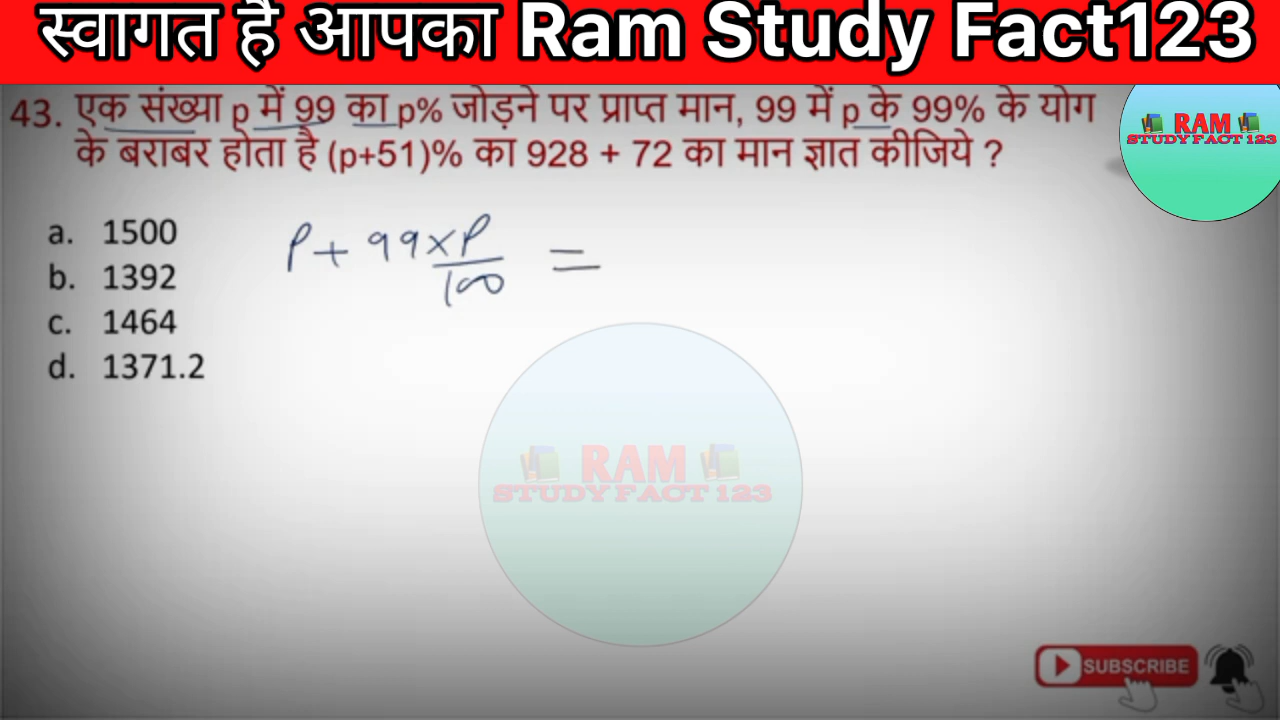 स्वागत है आपका Ram Study Fact123
43. एक संख्या p में 99 का p% जोड़ने पर प्राप्त मान, 99 में p के 99% के योग
के बराबर होता है (p+51)% का 928 + 72 का मान ज्ञात कीजिये ?
RAM
STUDY FACT 123
a. 1500
b. 1392
c. 1464
d. 1371.2
P + 99 × P/100 =
RAM
STUDY FACT 123
SUBSCRIBE